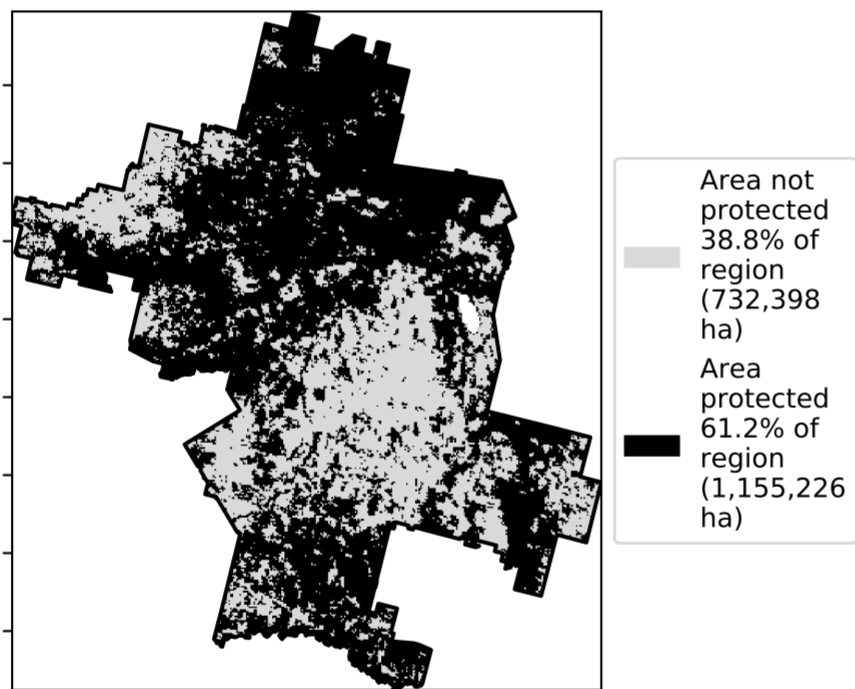 Area not
protected
38.8% of
region
(732,398
ha)
Area
protected
61.2% of
region
(1,155,226
ha)